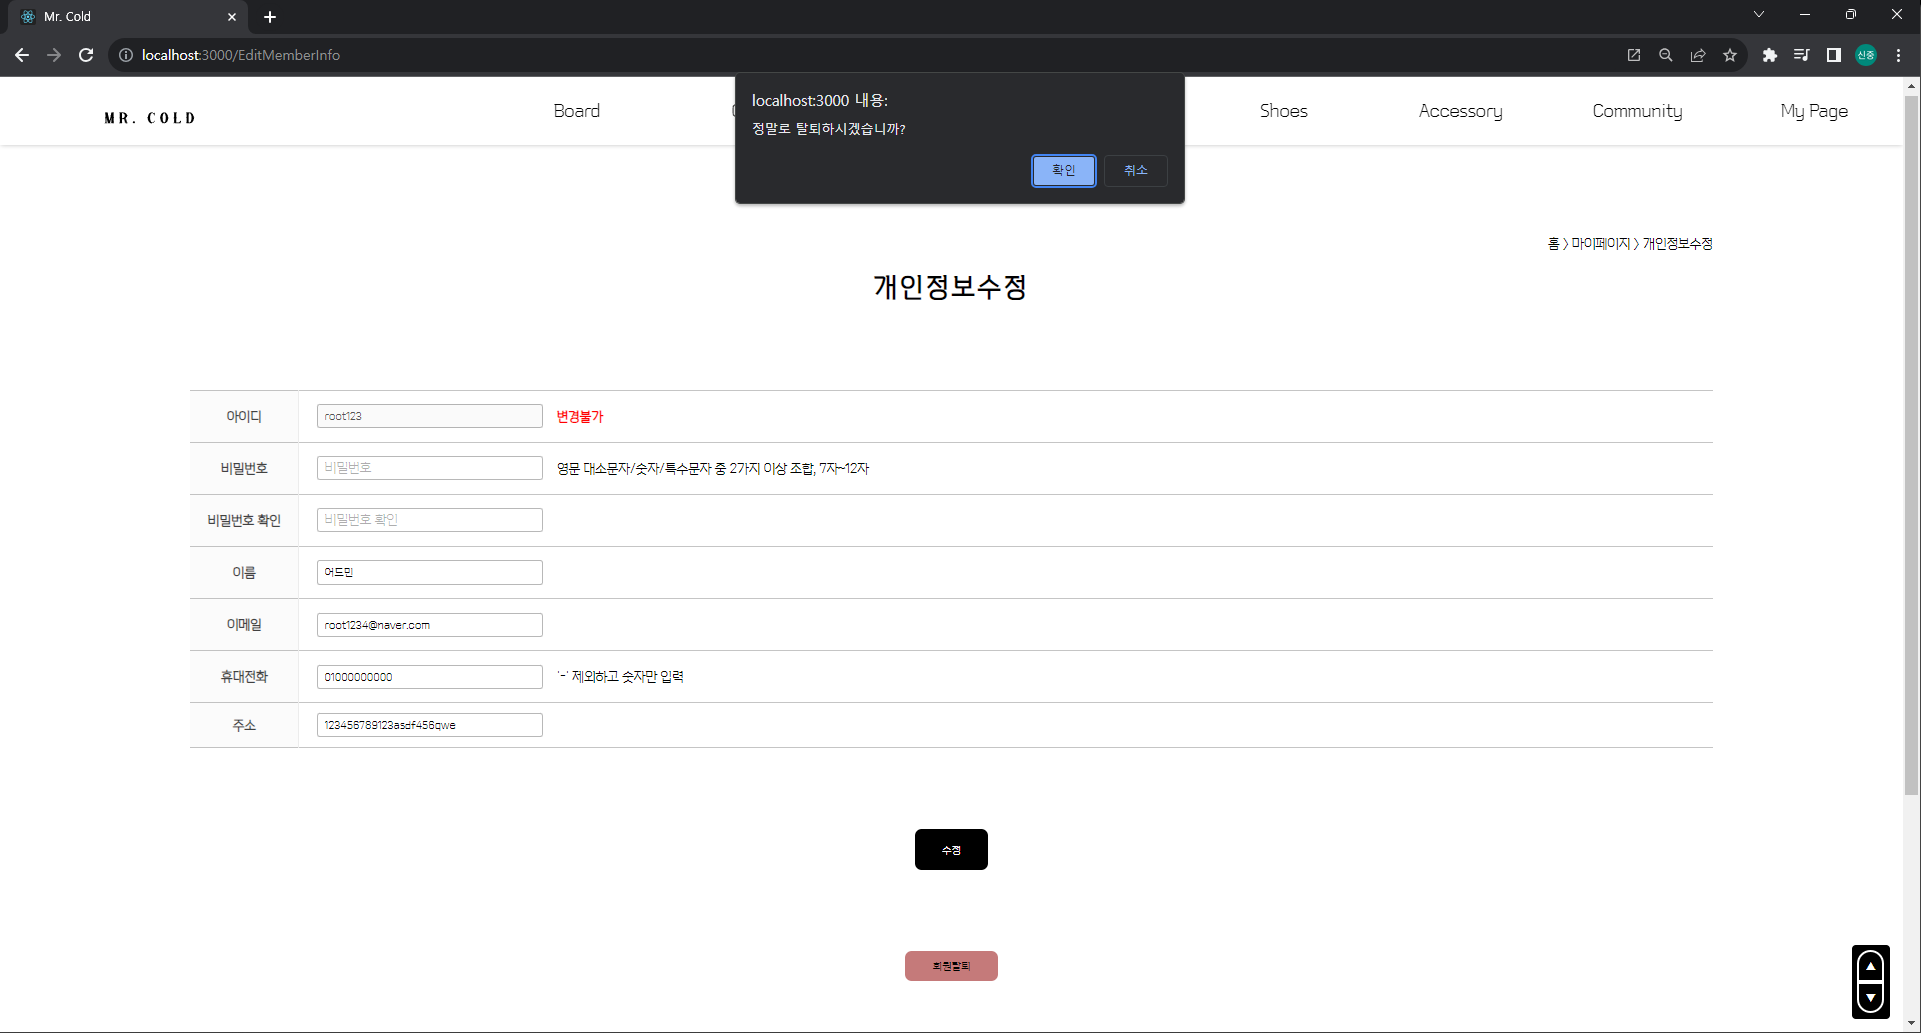 Mr. Cold
localhost:3000/EditMemberInfo
신중
localhost:3000 내용:
정말로 탈퇴하시겠습니까?
확인 취소
MR. COLD
Board Shoes Accessory Community My Page
홈 > 마이페이지 > 개인정보수정
개인정보수정
아이디 root123 변경불가
비밀번호 비밀번호 영문 대소문자/숫자/특수문자 중 2가지 이상 조합, 7자~12자
비밀번호 확인 비밀번호 확인
이름 어드민
이메일 root1234@naver.com
휴대전화 01000000000 '-' 제외하고 숫자만 입력
주소 123456789123asdf456qwe
수정
회원탈퇴